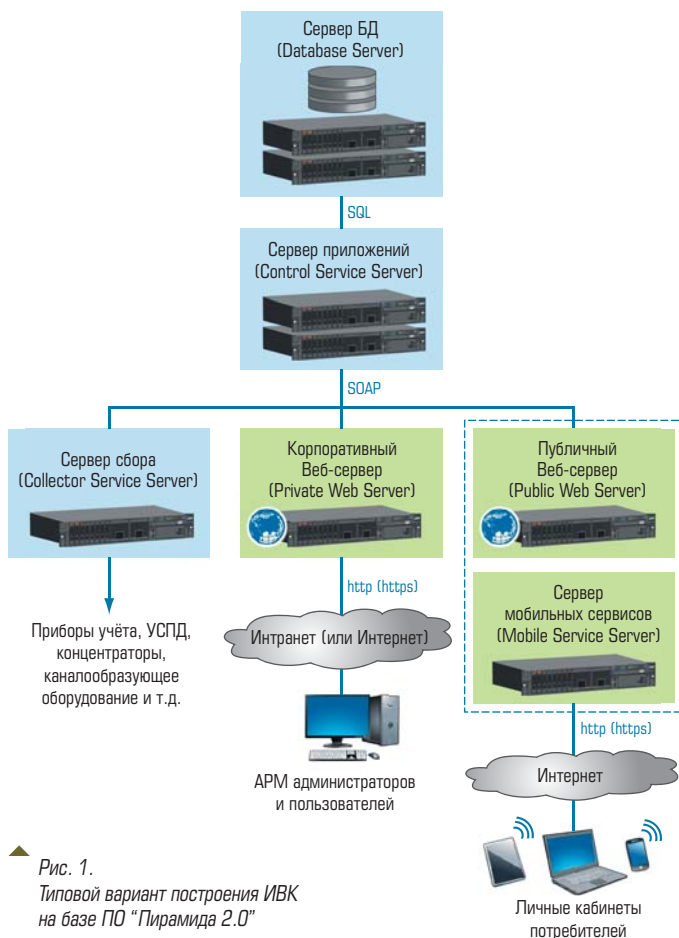 Сервер БД
(Database Server)
SQL
Сервер приложений
(Control Service Server)
SOAP
Сервер сбора
(Collector Service Server)
Корпоративный
Веб-сервер
(Private Web Server)
Публичный
Веб-сервер
(Public Web Server)
http (https)
Сервер
мобильных сервисов
(Mobile Service Server)
Приборы учёта, УСПД,
концентраторы,
каналообразующее
оборудование и т.д.
Интранет (или Интернет)
http (https)
АРМ администраторов
и пользователей
Интернет
Личные кабинеты
потребителей
Рис. 1.
Типовой вариант построения ИВК
на базе ПО “Пирамида 2.0”